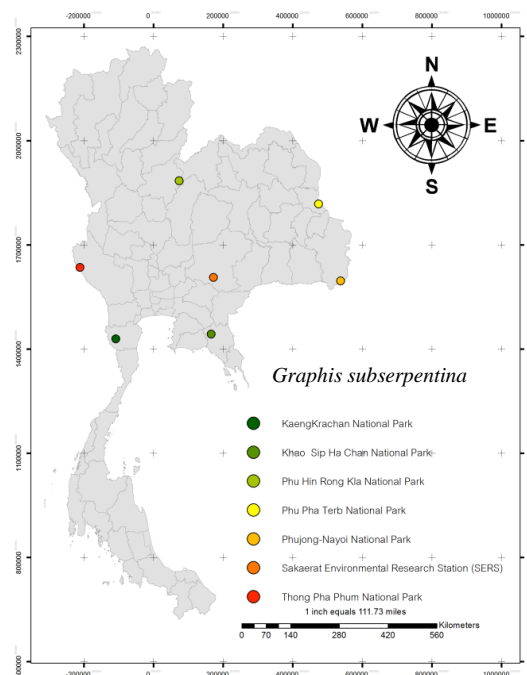 -200000 0 200000 400000 600000 800000 1000000
2300000
2000000
1700000
1400000
1100000
800000
00000
N
W E
S
Graphis subserpentina
KaengKrachan National Park
Khao Sip Ha Chan National Park
Phu Hin Rong Kla National Park
Phu Pha Terb National Park
Phujong-Nayoi National Park
Sakaerat Environmental Research Station (SERS)
Thong Pha Phum National Park
1 inch equals 111.73 miles
Kilometers
0 70 140 280 420 560
-200000 0 200000 400000 600000 800000 1000000